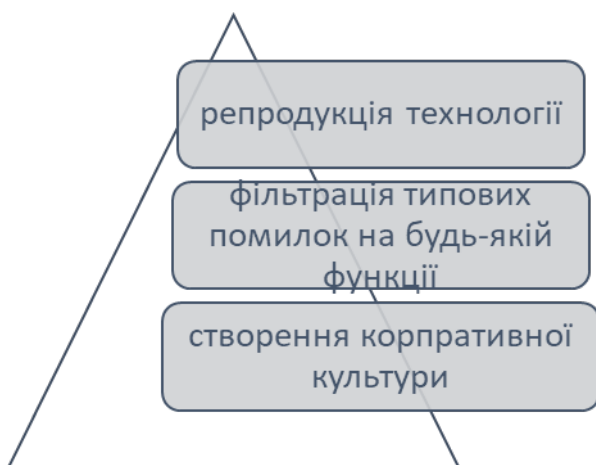 репродукція технології
фільтрація типових
помилок на будь-якій
функції
створення корпративної
культури